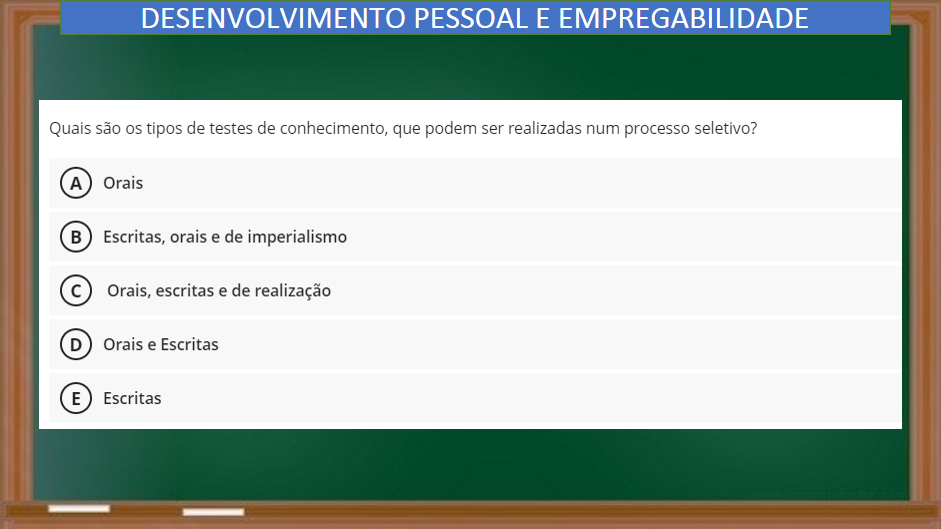 DESENVOLVIMENTO PESSOAL E EMPREGABILIDADE
Quais são os tipos de testes de conhecimento, que podem ser realizadas num processo seletivo?
A Orais
B Escritas, orais e de imperialismo
C Orais, escritas e de realização
D Orais e Escritas
E Escritas